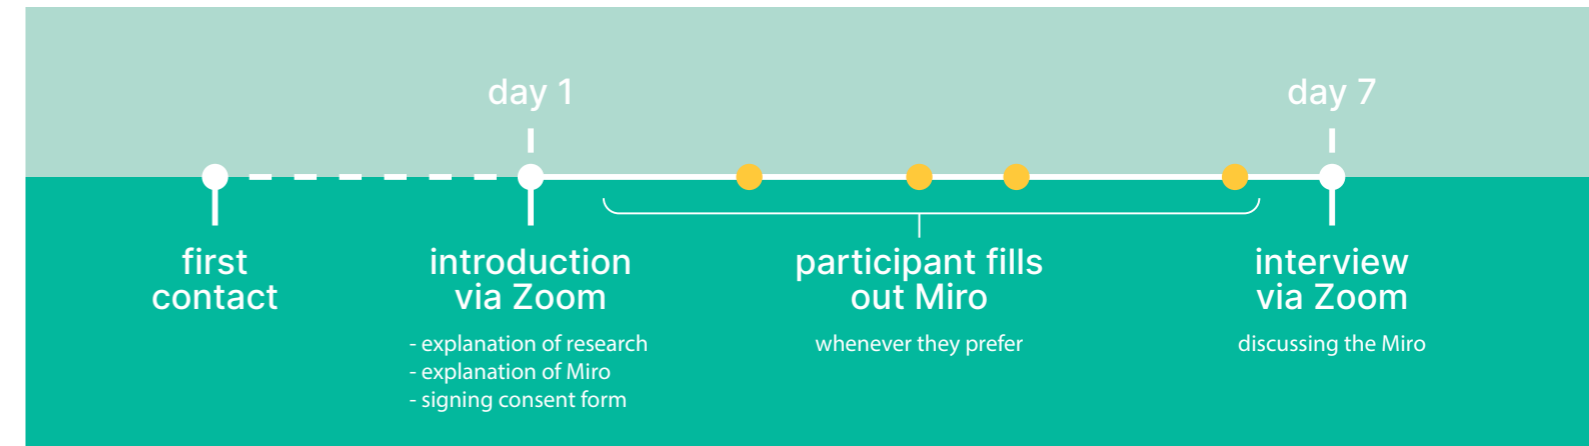 day 1
day 7
first
contact
introduction
via Zoom
- explanation of research
- explanation of Miro
- signing consent form
participant fills
out Miro
whenever they prefer
interview
via Zoom
discussing the Miro